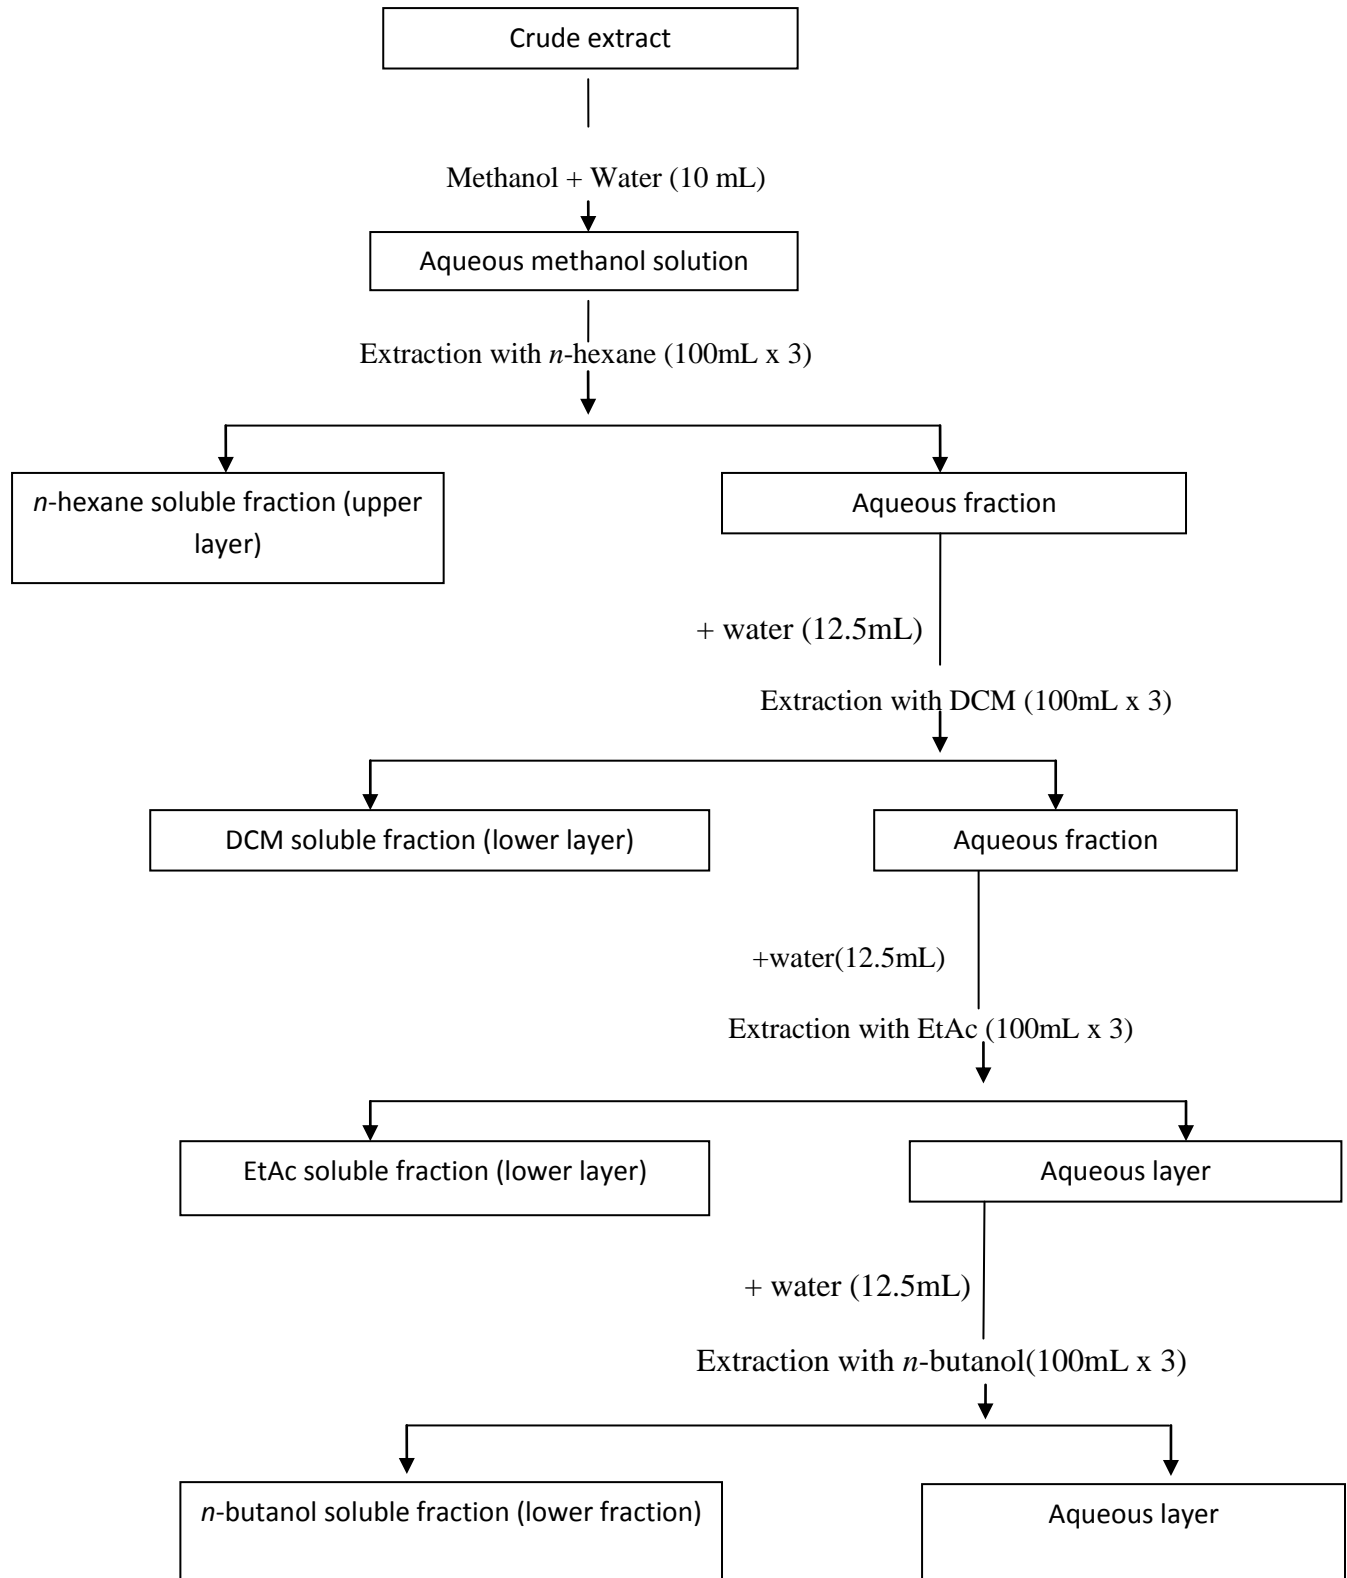 Crude extract
Methanol + Water (10 mL)
Aqueous methanol solution
Extraction with n-hexane (100mL x 3)
n-hexane soluble fraction (upper
layer)
Aqueous fraction
+ water (12.5mL)
Extraction with DCM (100mL x 3)
DCM soluble fraction (lower layer)
Aqueous fraction
+water(12.5mL)
Extraction with EtAc (100mL x 3)
EtAc soluble fraction (lower layer)
Aqueous layer
+ water (12.5mL)
Extraction with n-butanol(100mL x 3)
n-butanol soluble fraction (lower fraction)
Aqueous layer